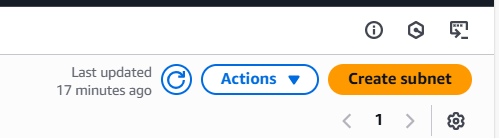 Last updated
17 minutes ago
Actions
Create subnet
1